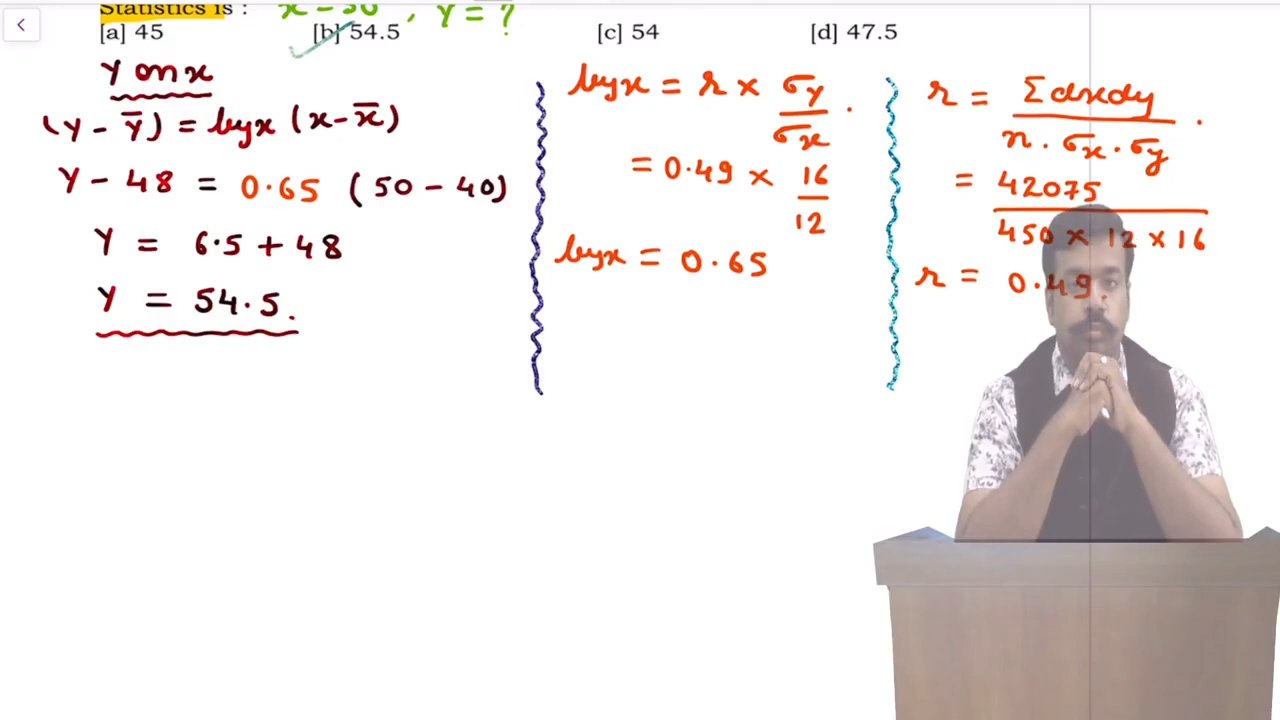 Statistics is : x = 50, y = ?
[a] 45 [b] 54.5 [c] 54 [d] 47.5
y on x
(y - ȳ) = byx (x - x̄)
y - 48 = 0.65 (50 - 40)
y = 6.5 + 48
y = 54.5.
byx = r × σy / σx .
= 0.49 × 16 / 12
byx = 0.65
r = Σdxdy / n . σx . σy .
= 42075 / 450 × 12 × 16
r = 0.49.